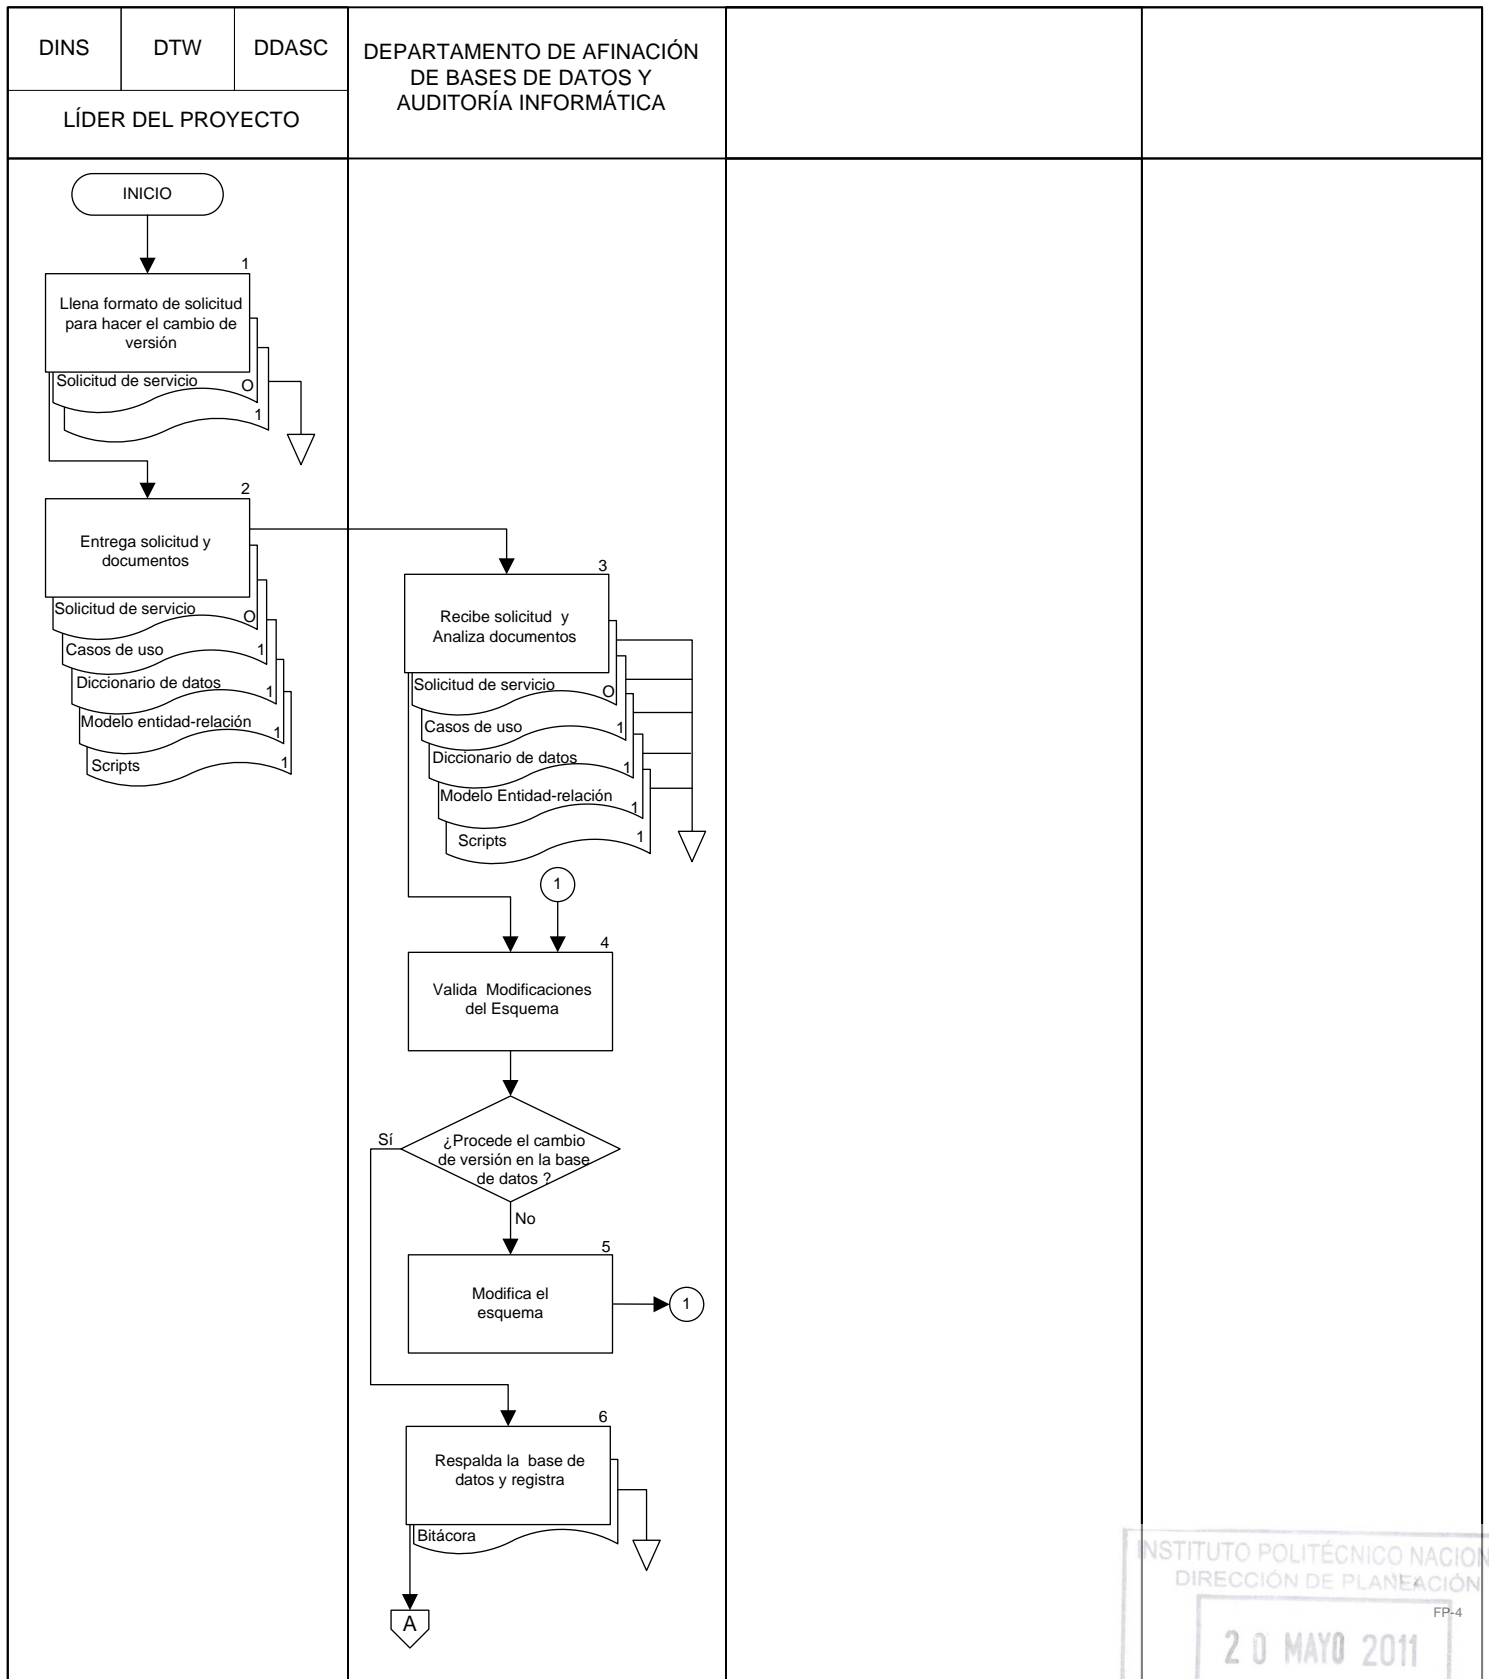 DINS
DTW
DDASC
LÍDER DEL PROYECTO
DEPARTAMENTO DE AFINACIÓN
DE BASES DE DATOS Y
AUDITORÍA INFORMÁTICA
INICIO
1
Llena formato de solicitud
para hacer el cambio de
versión
Solicitud de servicio
O
1
2
Entrega solicitud y
documentos
Solicitud de servicio
O
Casos de uso
1
Diccionario de datos
1
Modelo entidad-relación
1
Scripts
1
3
Recibe solicitud y
Analiza documentos
Solicitud de servicio
O
Casos de uso
1
Diccionario de datos
1
Modelo Entidad-relación
1
Scripts
1
1
4
Valida Modificaciones
del Esquema
Sí
¿Procede el cambio
de versión en la base
de datos ?
No
5
Modifica el
esquema
1
6
Respalda la base de
datos y registra
Bitácora
A
INSTITUTO POLITÉCNICO NACION
DIRECCIÓN DE PLANEACIÓN
FP-4
20 MAYO 2011